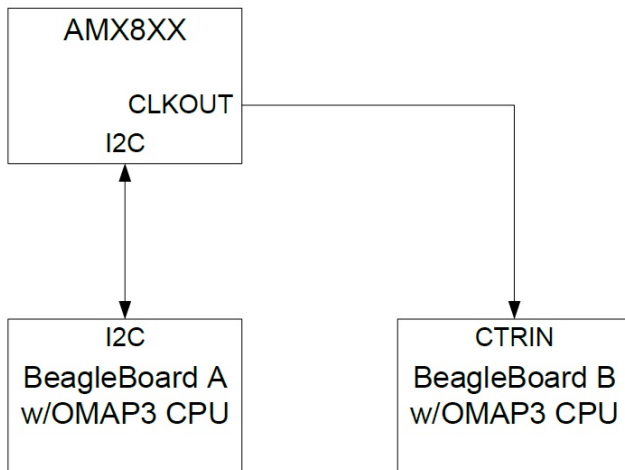 AMX8XX
CLKOUT
I2C
I2C
BeagleBoard A
w/OMAP3 CPU
CTRIN
BeagleBoard B
w/OMAP3 CPU